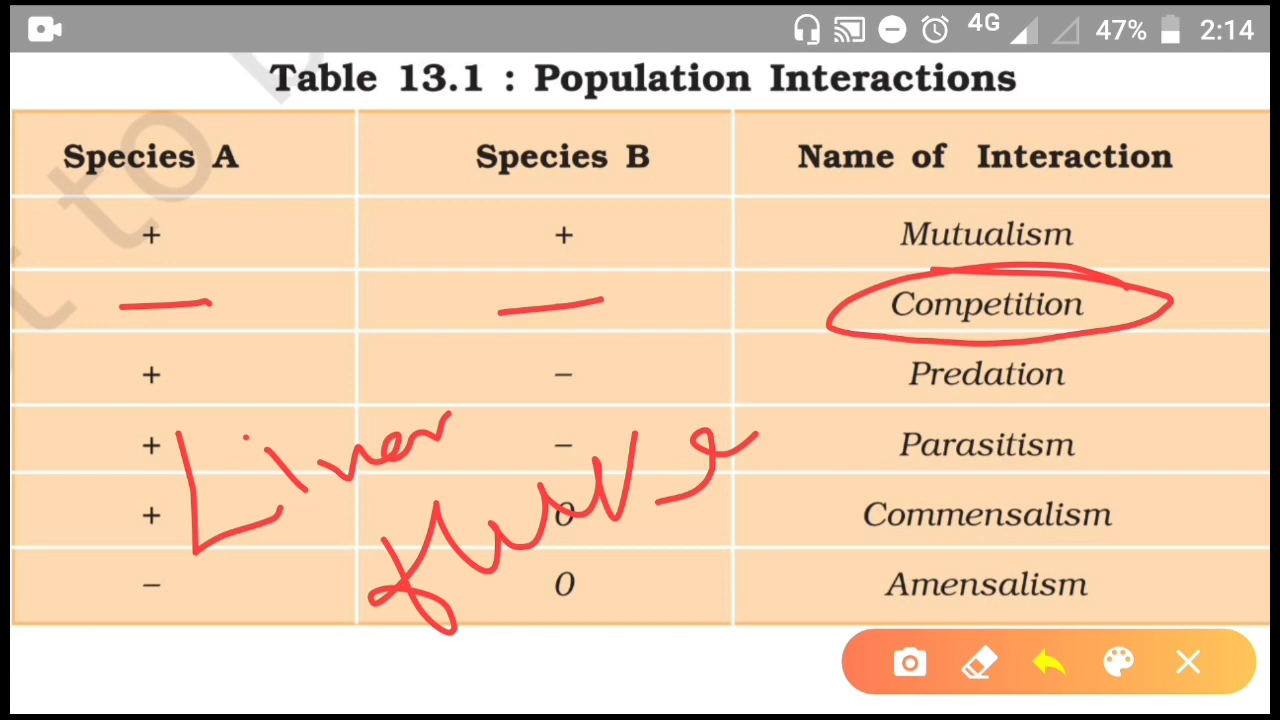 4G 47% 2:14
Table 13.1 : Population Interactions
Species A Species B Name of Interaction
+ + Mutualism
— — Competition
+ – Predation
+ – Parasitism
+ 0 Commensalism
– 0 Amensalism